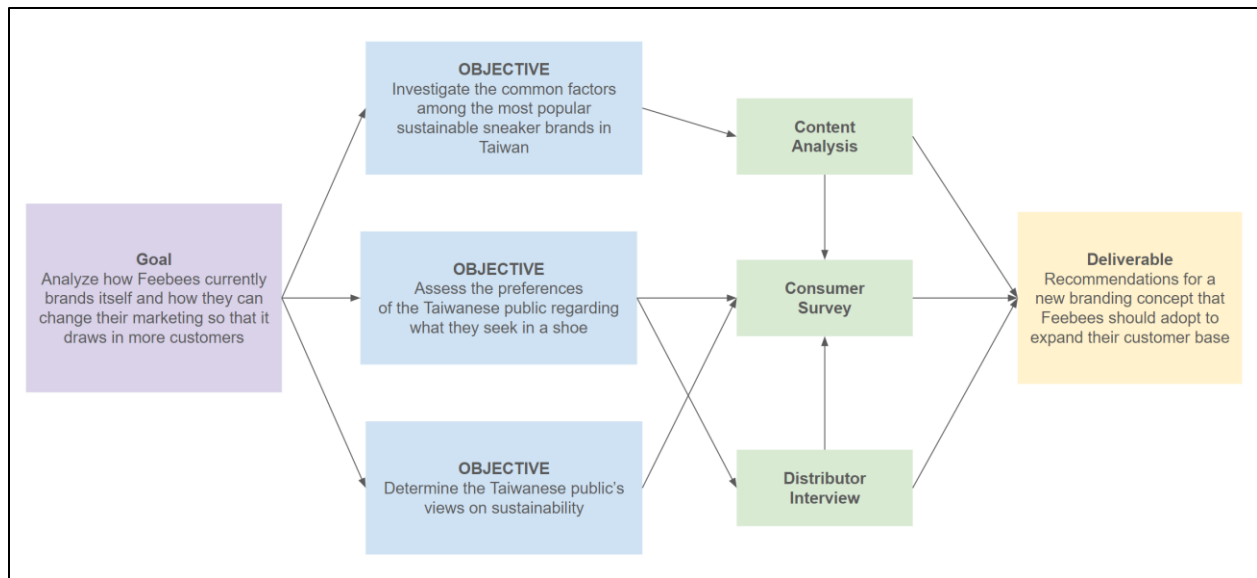 OBJECTIVE
Investigate the common factors
among the most popular
sustainable sneaker brands in
Taiwan
Content
Analysis
Goal
Analyze how Feebees currently
brands itself and how they can
change their marketing so that it
draws in more customers
OBJECTIVE
Assess the preferences
of the Taiwanese public regarding
what they seek in a shoe
Consumer
Survey
Deliverable
Recommendations for a
new branding concept that
Feebees should adopt to
expand their customer base
OBJECTIVE
Determine the Taiwanese public's
views on sustainability
Distributor
Interview